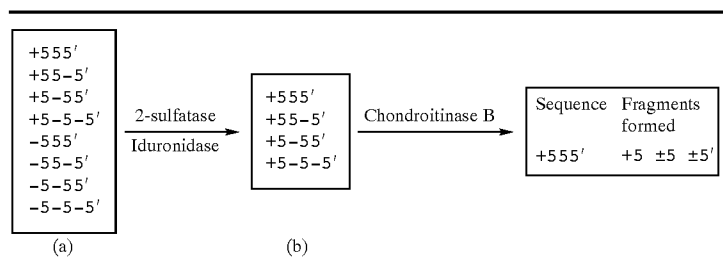 +555′
+55-5′
+5-55′
+5-5-5′
-555′
-55-5′
-5-55′
-5-5-5′
(a)
2-sulfatase
Iduronidase
+555′
+55-5′
+5-55′
+5-5-5′
(b)
Chondroitinase B
Sequence Fragments
formed
+555′ +5 ±5 ±5′